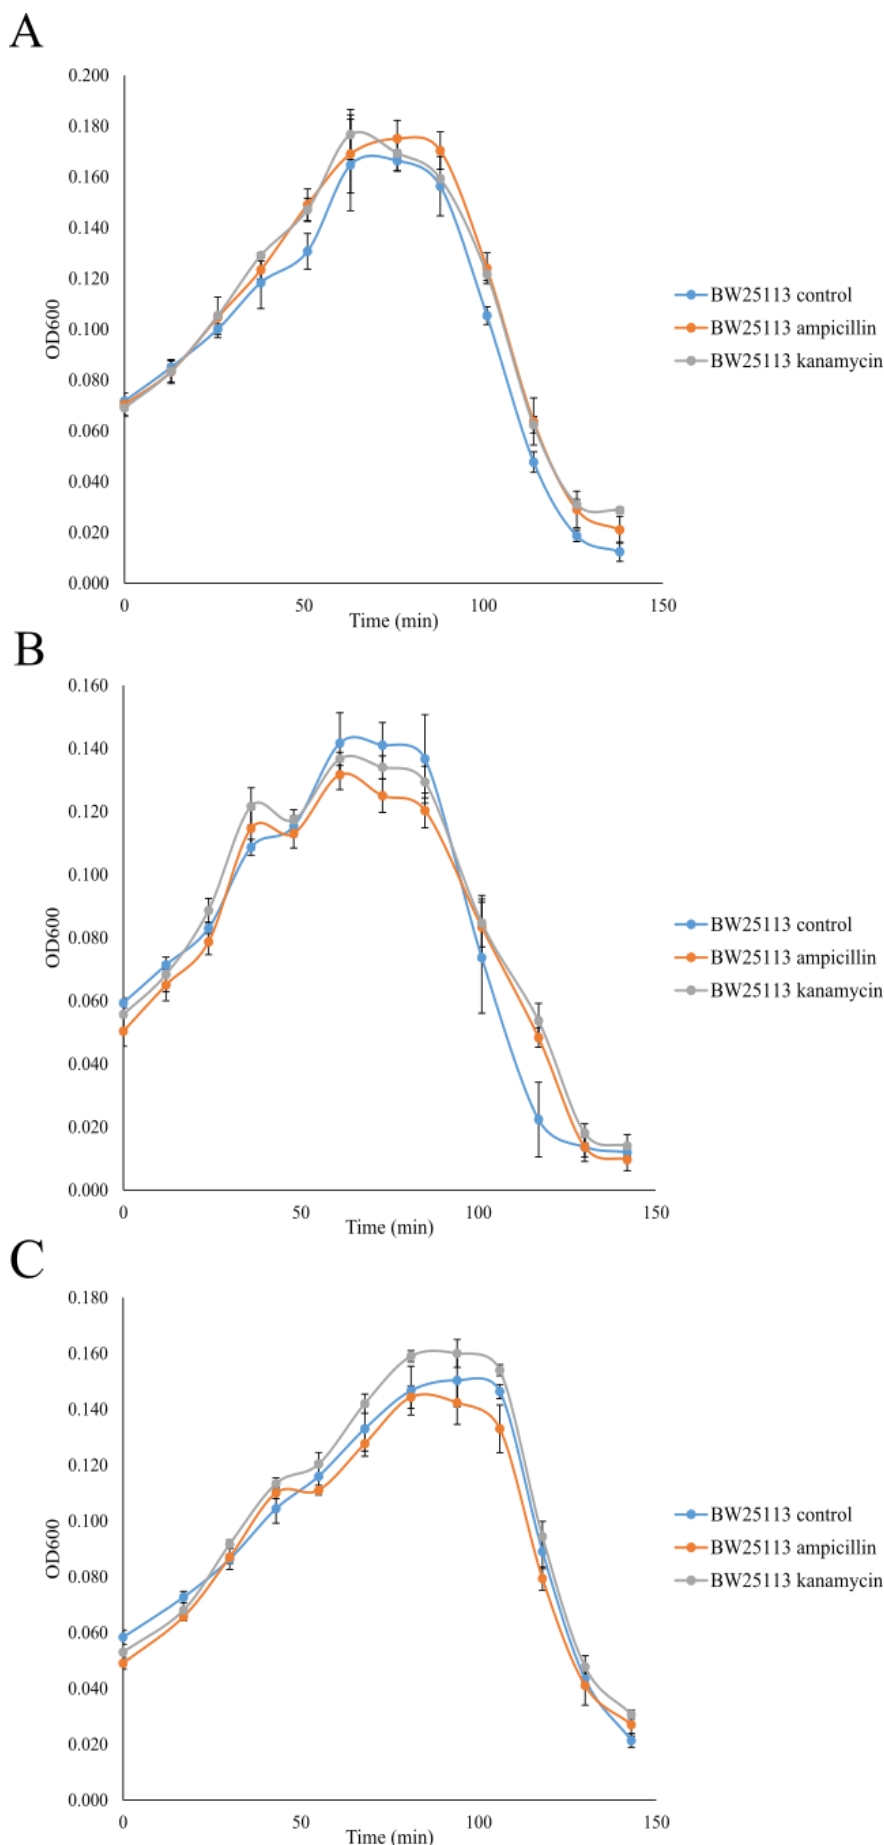 A
0.200
0.180
0.160
0.140
0.120
0.100
0.080
0.060
0.040
0.020
0.000
OD600
0 50 100 150
Time (min)
BW25113 control
BW25113 ampicillin
BW25113 kanamycin
B
0.160
0.140
0.120
0.100
0.080
0.060
0.040
0.020
0.000
OD600
0 50 100 150
Time (min)
BW25113 control
BW25113 ampicillin
BW25113 kanamycin
C
0.180
0.160
0.140
0.120
0.100
0.080
0.060
0.040
0.020
0.000
OD600
0 50 100 150
Time (min)
BW25113 control
BW25113 ampicillin
BW25113 kanamycin